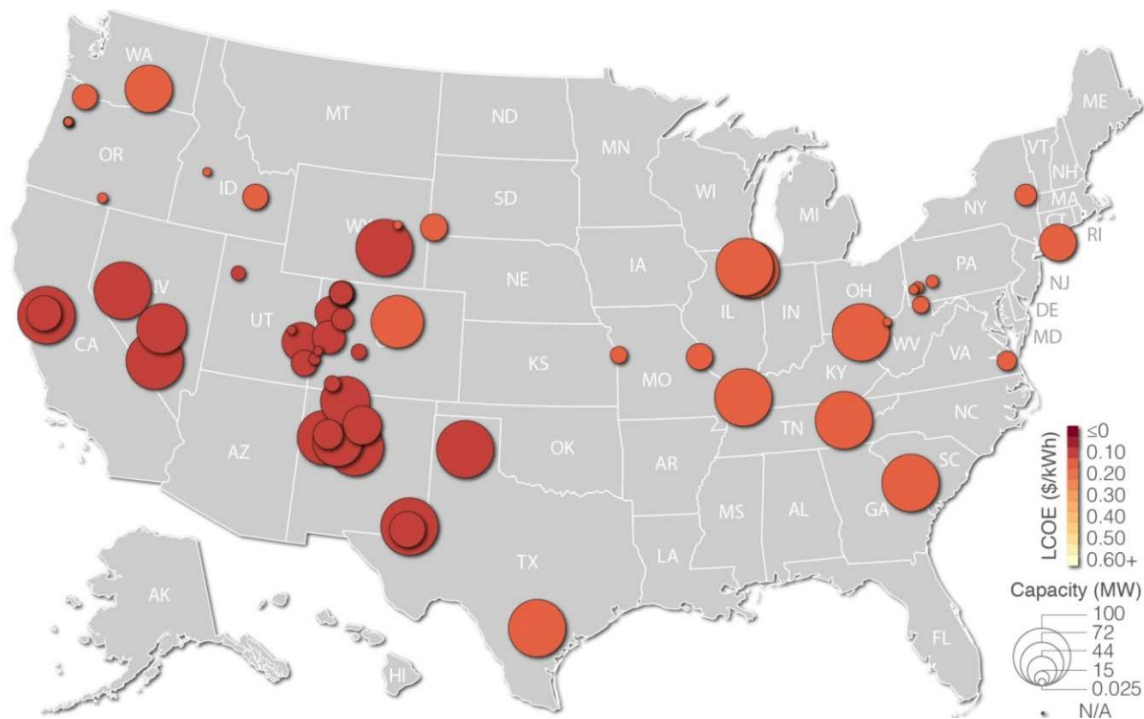 WA
MT
ND
ME
OR
MN
VT
NH
ID
SD
WI
MI
NY
MA
CT
RI
WY
NE
IA
PA
NJ
OH
DE
MD
NV
UT
IL
IN
WV
VA
CA
KS
MO
KY
NC
AZ
OK
TN
SC
AR
MS
AL
GA
TX
LA
FL
AK
HI
LCOE ($/kWh)
≤0
0.10
0.20
0.30
0.40
0.50
0.60+
Capacity (MW)
100
72
44
15
0.025
N/A